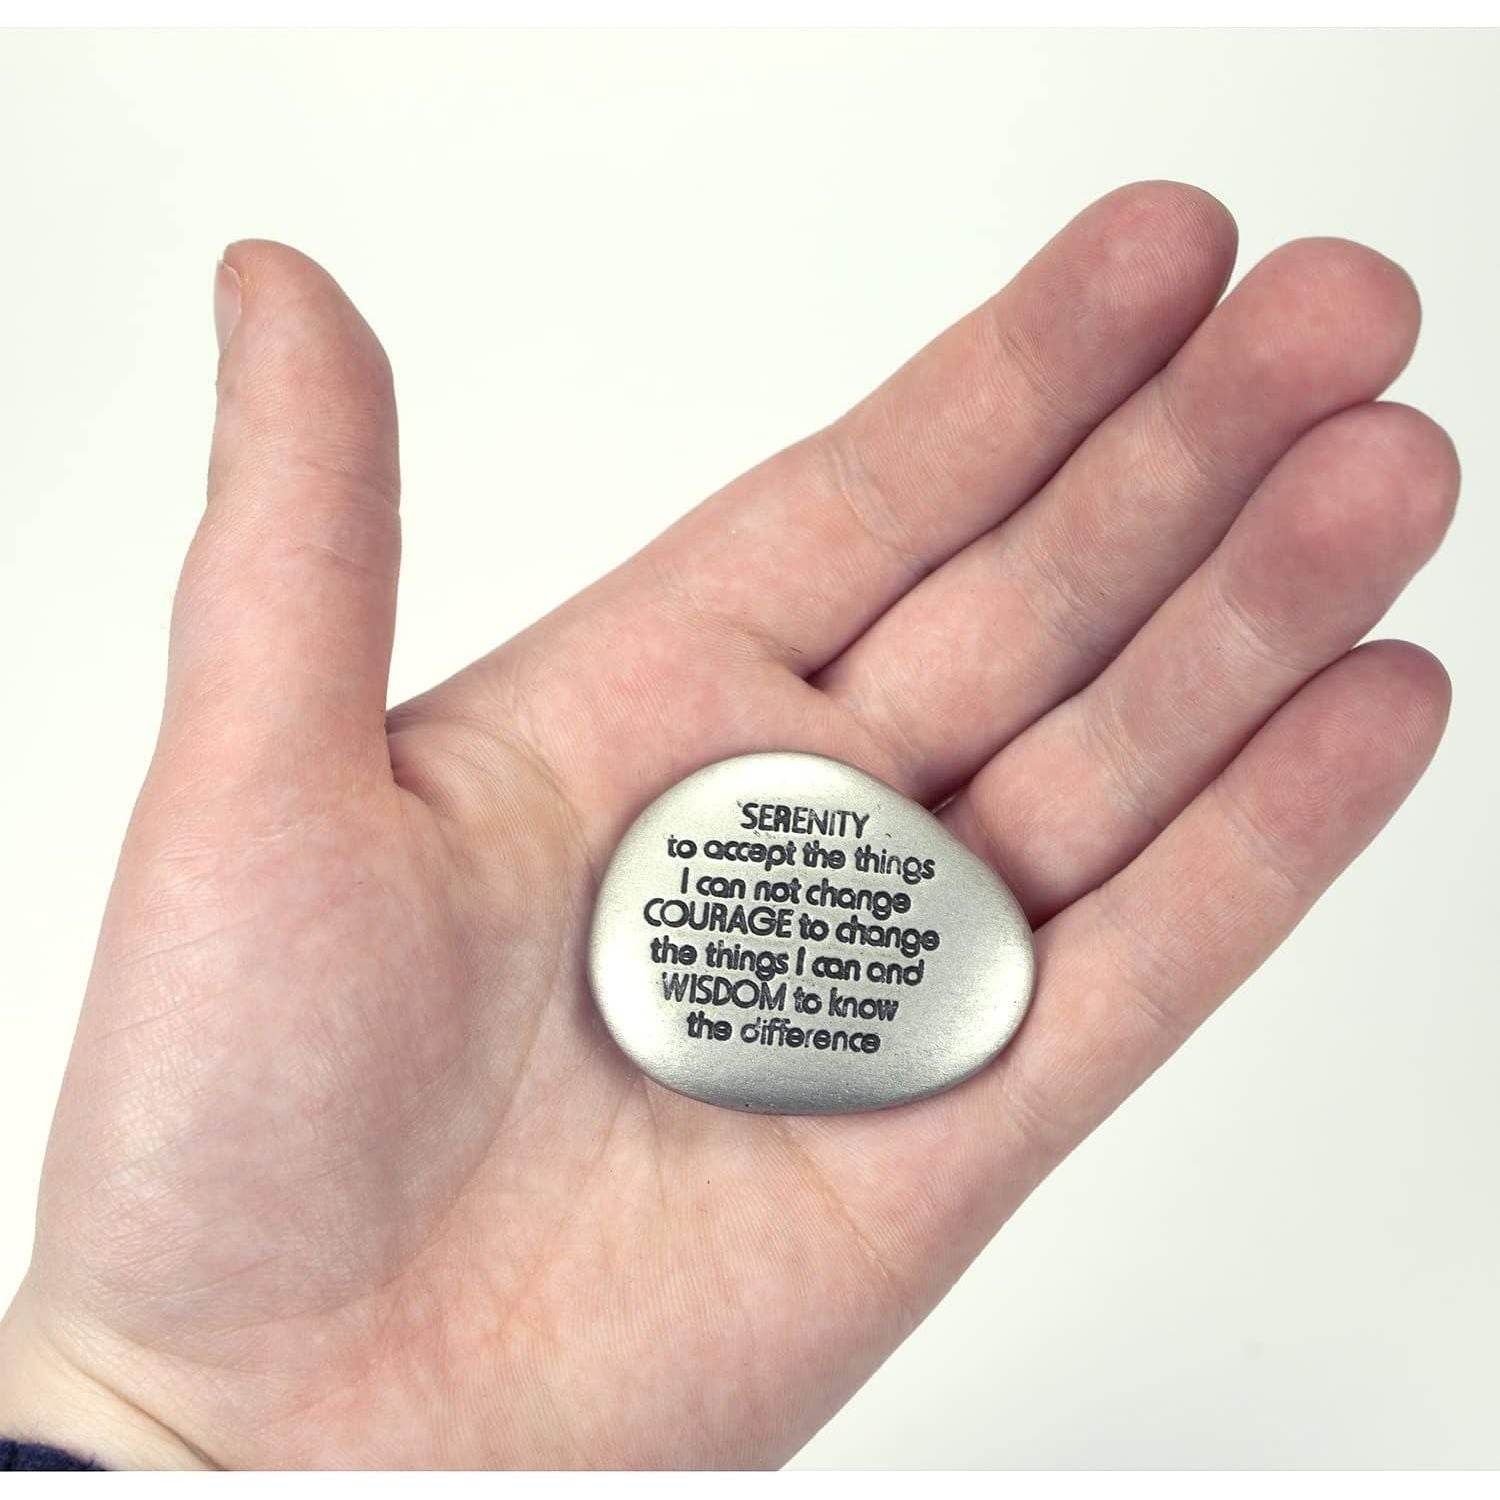 SERENITY
to accept the things
I can not change
COURAGE to change
the things I can and
WISDOM to know
the difference